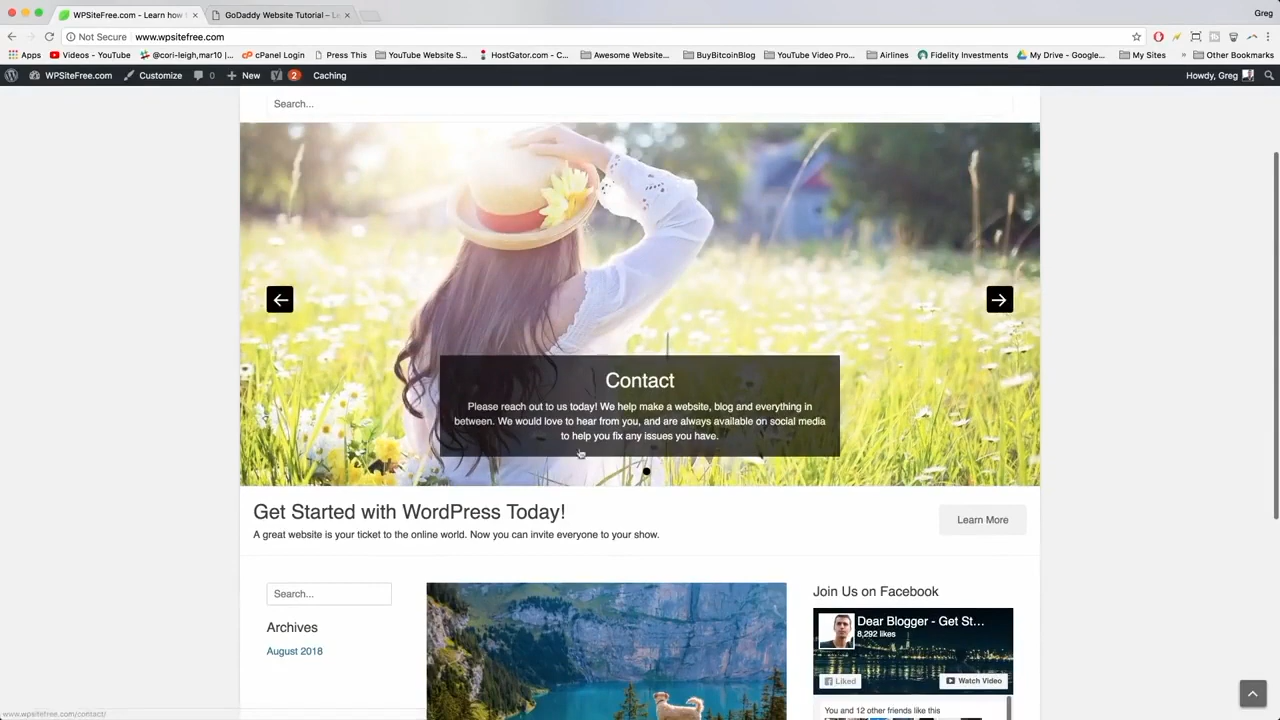 WPSiteFree.com - Learn how t
GoDaddy Website Tutorial – Le
Greg
Not Secure
www.wpsitefree.com
Apps
Videos - YouTube
@cori-leigh,mar10 |...
cPanel Login
Press This
YouTube Website S...
HostGator.com - C...
Awesome Website...
BuyBitcoinBlog
YouTube Video Pro...
Airlines
Fidelity Investments
My Drive - Google...
My Sites
»
Other Bookmarks
WPSiteFree.com
Customize
0
New
2
Caching
Howdy, Greg
Search...
Contact
Please reach out to us today! We help make a website, blog and everything in
between. We would love to hear from you, and are always available on social media
to help you fix any issues you have.
Get Started with WordPress Today!
A great website is your ticket to the online world. Now you can invite everyone to your show.
Learn More
Search...
Archives
August 2018
Join Us on Facebook
Dear Blogger - Get St...
8,292 likes
Liked
Watch Video
You and 12 other friends like this
www.wpsitefree.com/contact/